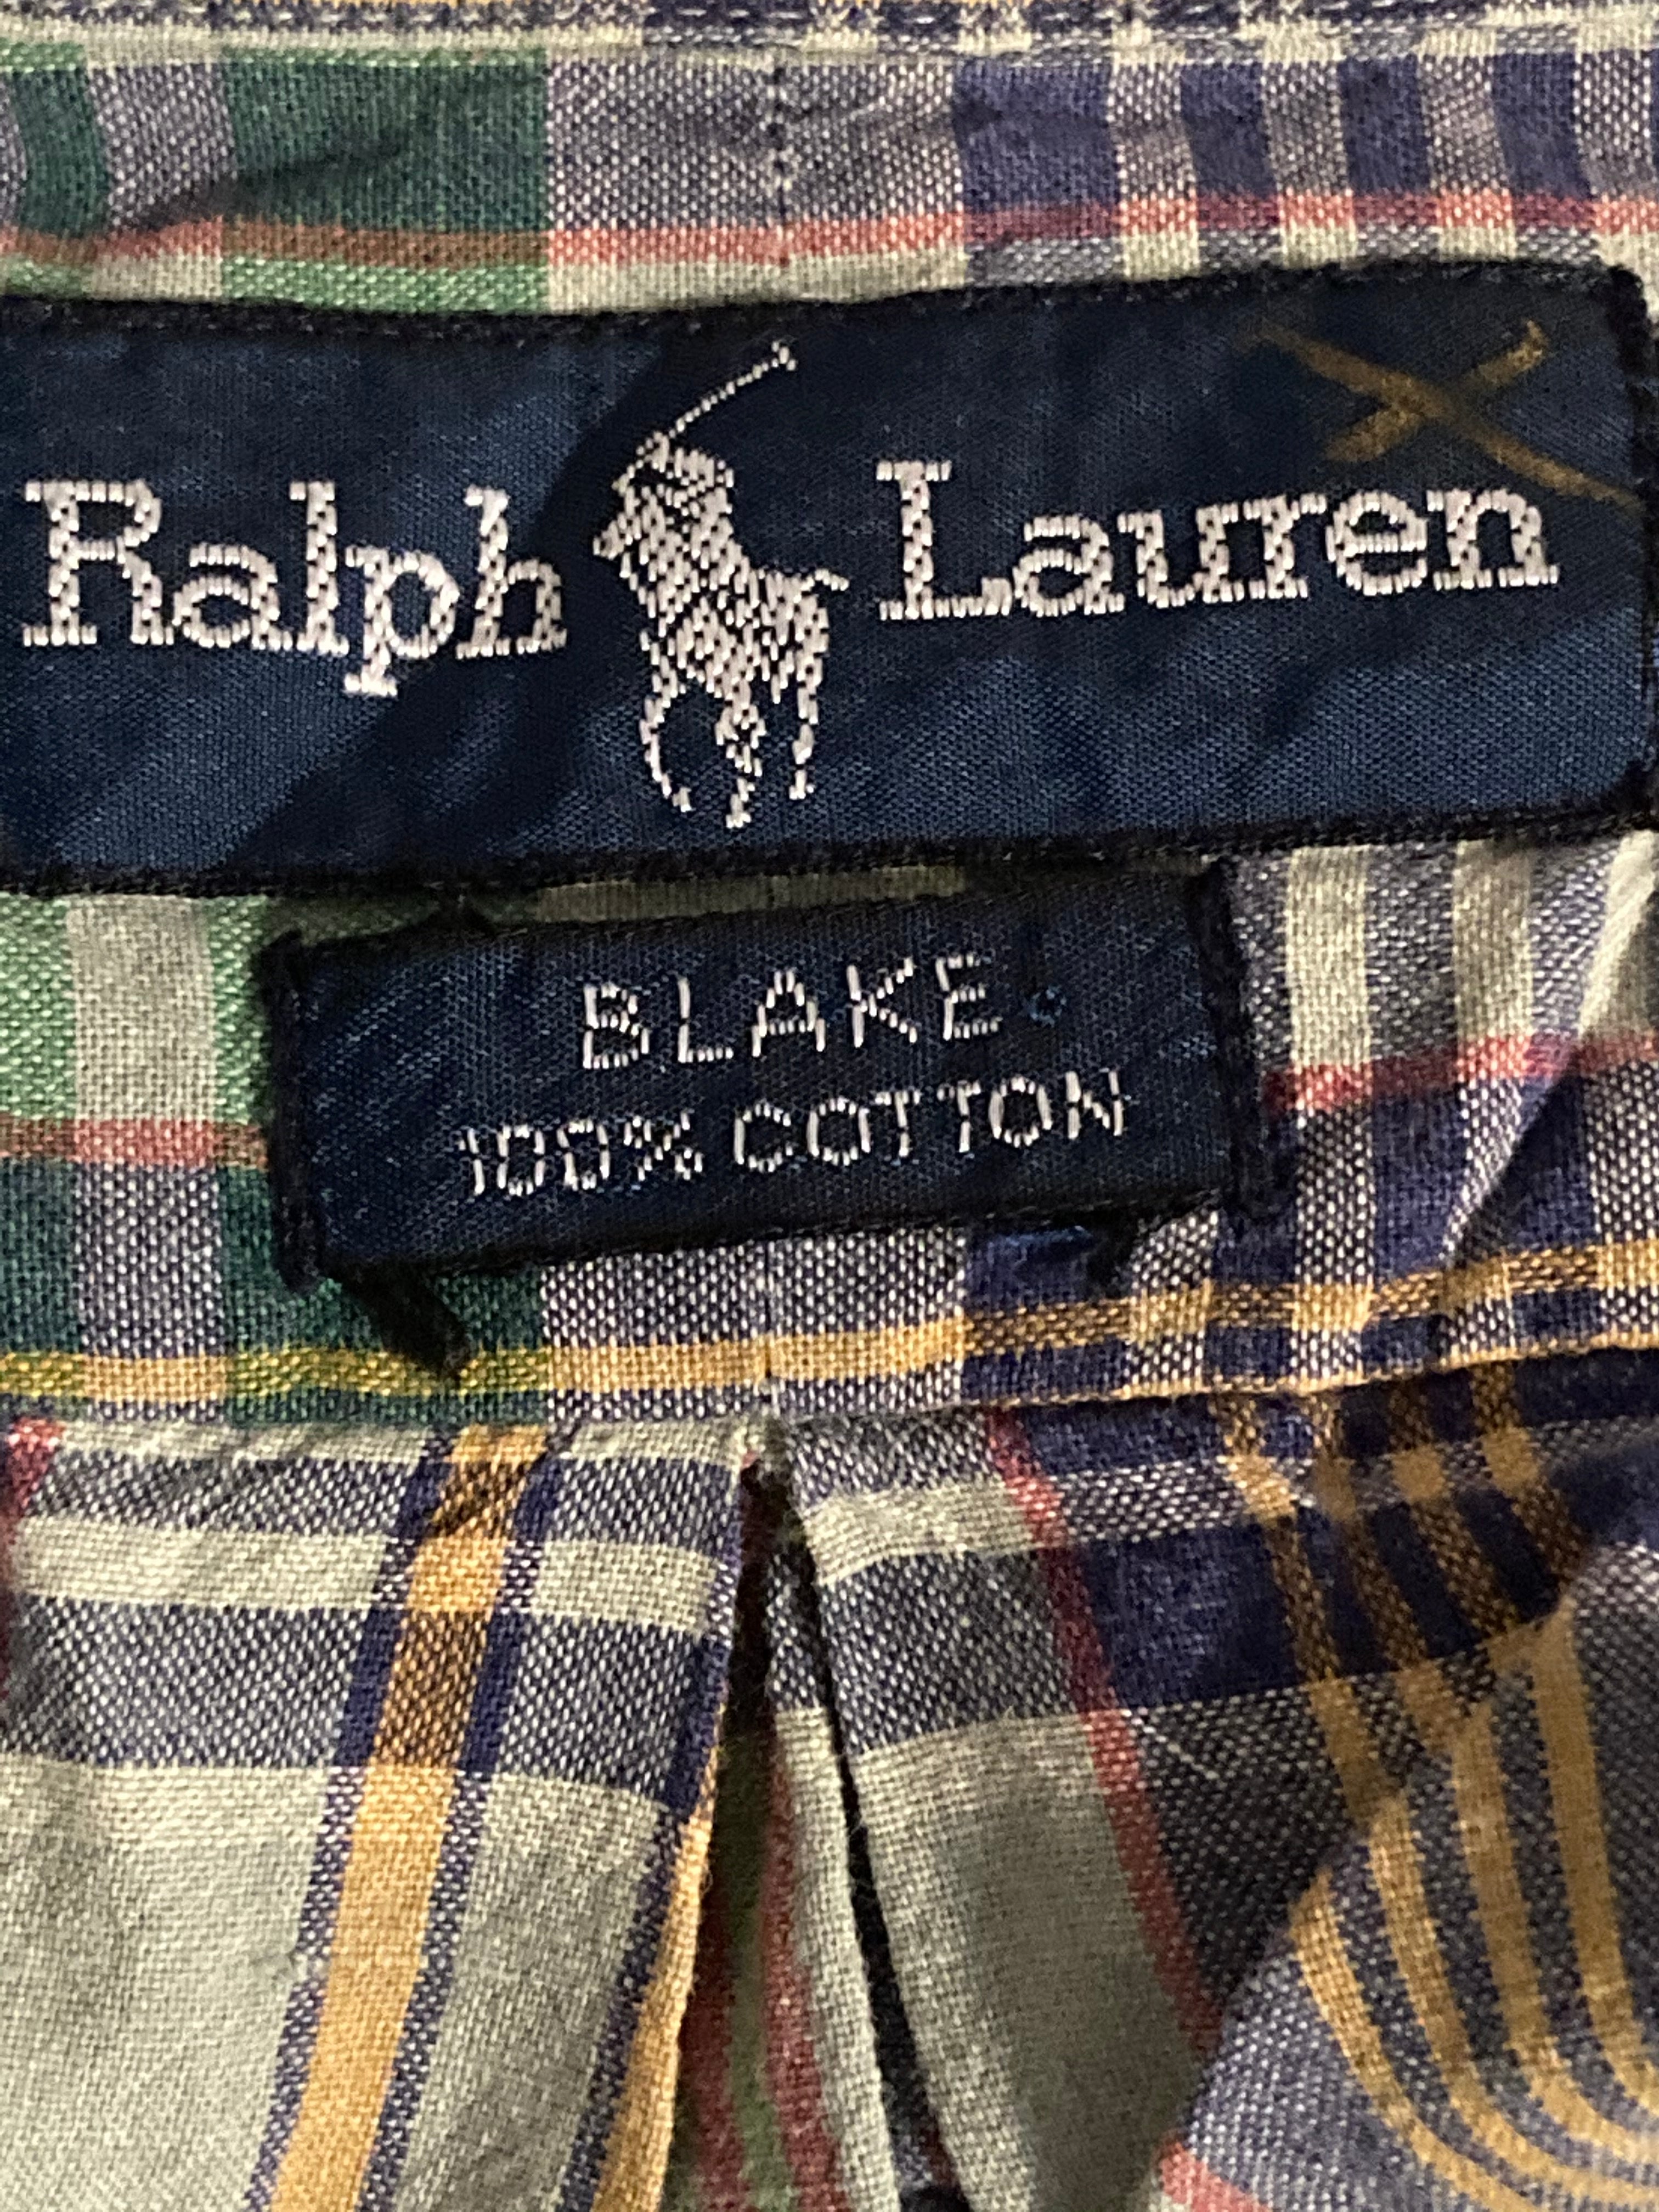 Ralph Lauren
BLAKE
100% COTTON